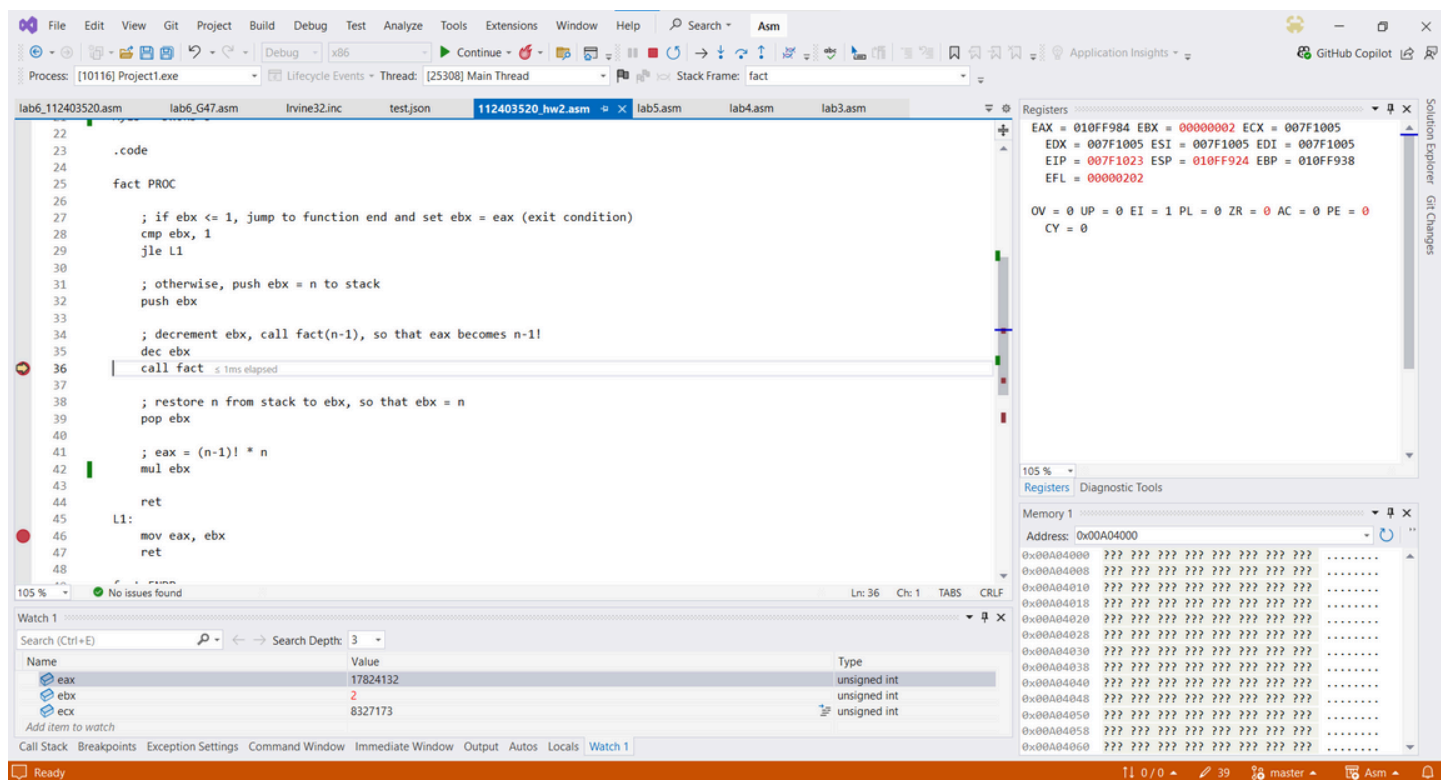 File Edit View Git Project Build Debug Test Analyze Tools Extensions Window Help Search Asm
Debug x86 Continue Application Insights GitHub Copilot
Process: [10116] Project1.exe Lifecycle Events Thread: [25308] Main Thread Stack Frame: fact
lab6_112403520.asm lab6_G47.asm Irvine32.inc test.json 112403520_hw2.asm lab5.asm lab4.asm lab3.asm
22
23 .code
24
25 fact PROC
26
27 ; if ebx <= 1, jump to function end and set ebx = eax (exit condition)
28 cmp ebx, 1
29 jle L1
30
31 ; otherwise, push ebx = n to stack
32 push ebx
33
34 ; decrement ebx, call fact(n-1), so that eax becomes n-1!
35 dec ebx
36 call fact ≤ 1ms elapsed
37
38 ; restore n from stack to ebx, so that ebx = n
39 pop ebx
40
41 ; eax = (n-1)! * n
42 mul ebx
43
44 ret
45 L1:
46 mov eax, ebx
47 ret
48
105 % No issues found Ln: 36 Ch: 1 TABS CRLF
Registers
EAX = 010FF984 EBX = 00000002 ECX = 007F1005
EDX = 007F1005 ESI = 007F1005 EDI = 007F1005
EIP = 007F1023 ESP = 010FF924 EBP = 010FF938
EFL = 00000202
OV = 0 UP = 0 EI = 1 PL = 0 ZR = 0 AC = 0 PE = 0
CY = 0
105 %
Registers Diagnostic Tools
Solution Explorer
Git Changes
Memory 1
Address: 0x00A04000
0x00A04000 ??? ??? ??? ??? ??? ??? ??? ??? ........
0x00A04008 ??? ??? ??? ??? ??? ??? ??? ??? ........
0x00A04010 ??? ??? ??? ??? ??? ??? ??? ??? ........
0x00A04018 ??? ??? ??? ??? ??? ??? ??? ??? ........
0x00A04020 ??? ??? ??? ??? ??? ??? ??? ??? ........
0x00A04028 ??? ??? ??? ??? ??? ??? ??? ??? ........
0x00A04030 ??? ??? ??? ??? ??? ??? ??? ??? ........
0x00A04038 ??? ??? ??? ??? ??? ??? ??? ??? ........
0x00A04040 ??? ??? ??? ??? ??? ??? ??? ??? ........
0x00A04048 ??? ??? ??? ??? ??? ??? ??? ??? ........
0x00A04050 ??? ??? ??? ??? ??? ??? ??? ??? ........
0x00A04058 ??? ??? ??? ??? ??? ??? ??? ??? ........
0x00A04060 ??? ??? ??? ??? ??? ??? ??? ??? ........
Watch 1
Search (Ctrl+E) Search Depth: 3
Name Value Type
eax 17824132 unsigned int
ebx 2 unsigned int
ecx 8327173 unsigned int
Add item to watch
Call Stack Breakpoints Exception Settings Command Window Immediate Window Output Autos Locals Watch 1
Ready 0 / 0 39 master Asm